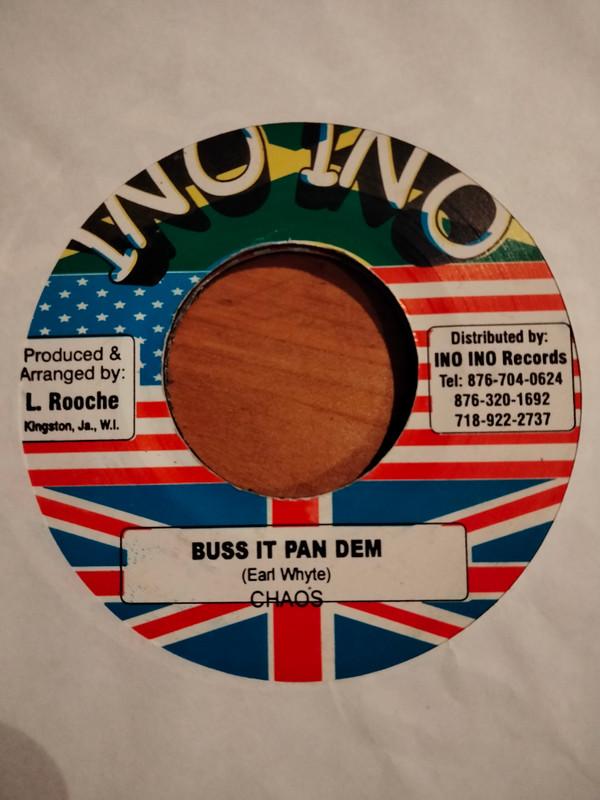 INO INO
Produced &
Arranged by:
L. Rooche
Kingston, Ja., W.I.
Distributed by:
INO INO Records
Tel: 876-704-0624
876-320-1692
718-922-2737
BUSS IT PAN DEM
(Earl Whyte)
CHAOS